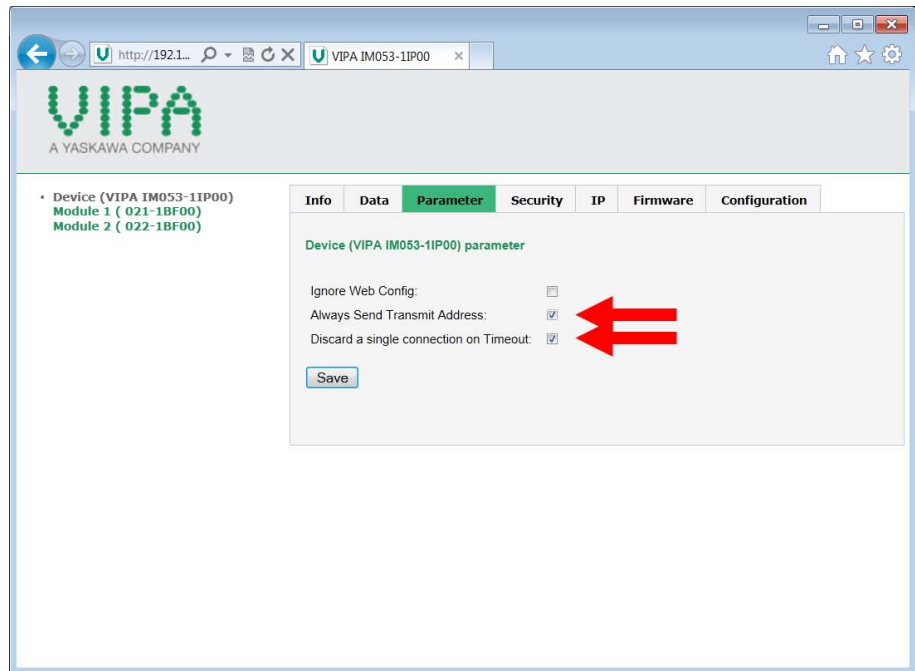 http://192.1...
VIPA IM053-1IP00
VIPA
A YASKAWA COMPANY
Device (VIPA IM053-1IP00)
Module 1 ( 021-1BF00)
Module 2 ( 022-1BF00)
Info Data Parameter Security IP Firmware Configuration
Device (VIPA IM053-1IP00) parameter
Ignore Web Config:
Always Send Transmit Address:
Discard a single connection on Timeout:
Save